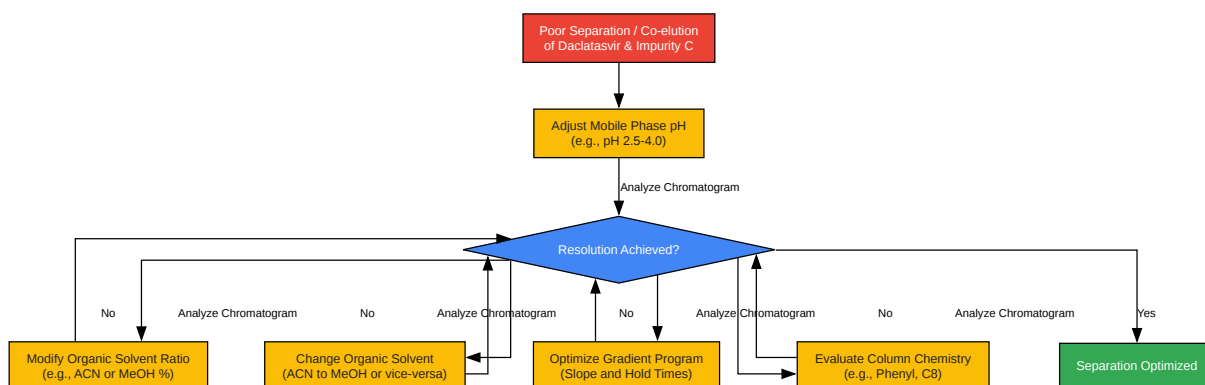 Poor Separation / Co-elution
of Daclatasvir & Impurity C
Adjust Mobile Phase pH
(e.g., pH 2.5-4.0)
Analyze Chromatogram
Resolution Achieved?
No
Analyze Chromatogram
No
Analyze Chromatogram
No
Analyze Chromatogram
No
Analyze Chromatogram
Yes
Modify Organic Solvent Ratio
(e.g., ACN or MeOH %)
Change Organic Solvent
(ACN to MeOH or vice-versa)
Optimize Gradient Program
(Slope and Hold Times)
Evaluate Column Chemistry
(e.g., Phenyl, C8)
Separation Optimized